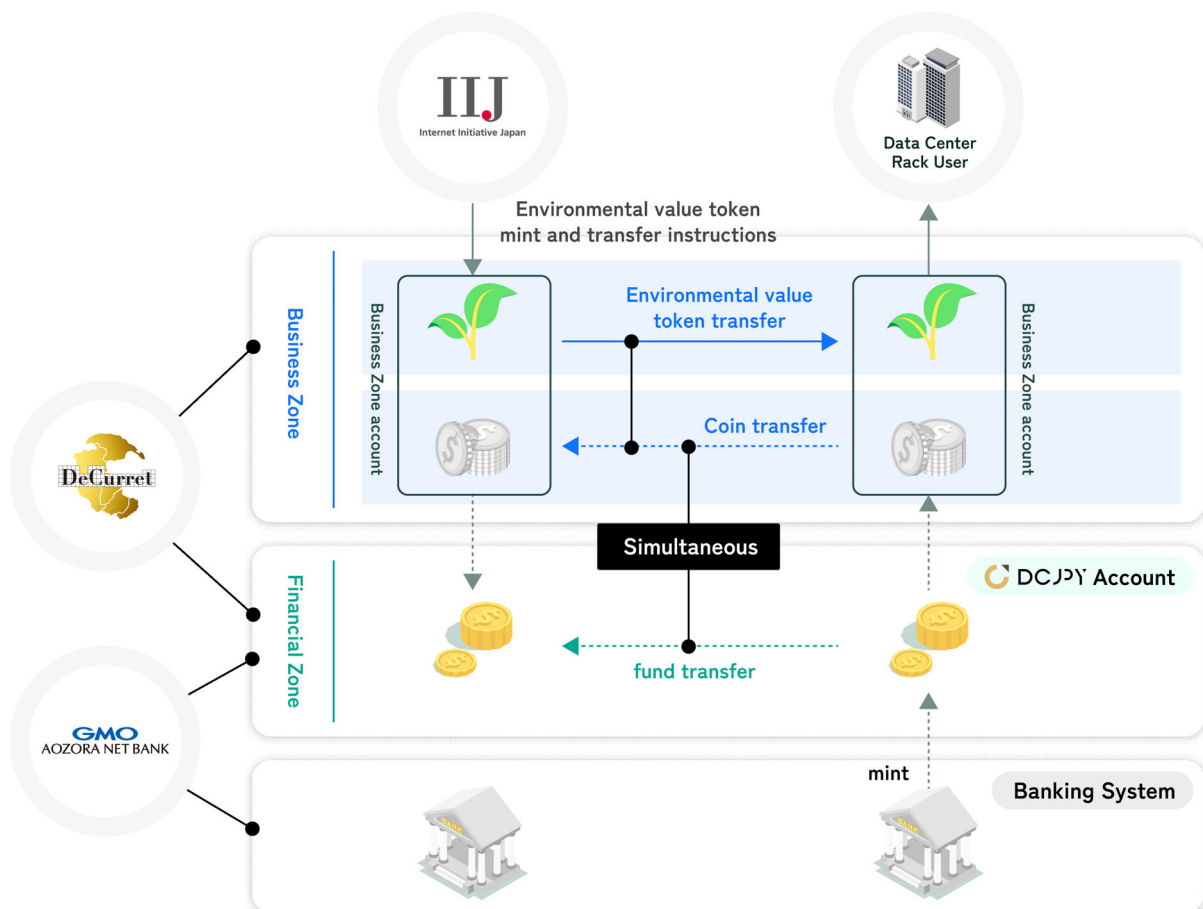 IIJ
Internet Initiative Japan
Data Center
Rack User
Environmental value token
mint and transfer instructions
Business Zone
Business Zone account
Environmental value
token transfer
Coin transfer
Business Zone account
DeCurret
Simultaneous
Financial Zone
DCJPY Account
fund transfer
GMO
AOZORA NET BANK
mint
Banking System
BANK
BANK